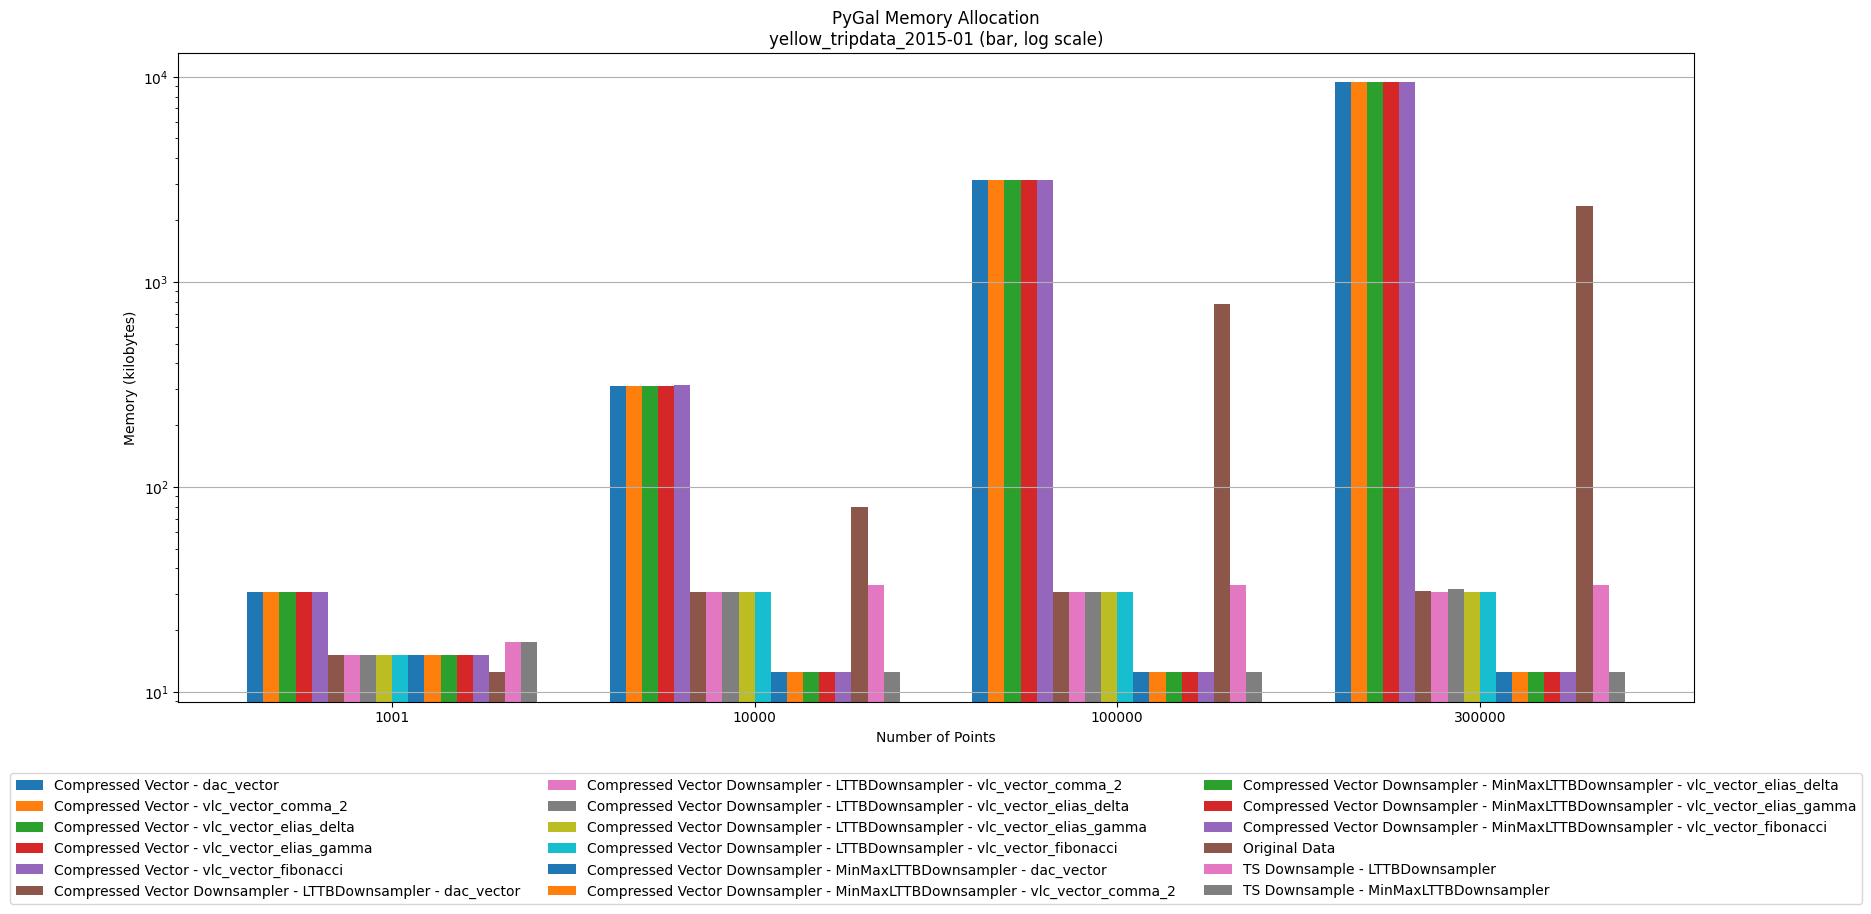 PyGal Memory Allocation
yellow_tripdata_2015-01 (bar, log scale)
10^4
10^3
10^2
10^1
Memory (kilobytes)
1001
10000
100000
300000
Number of Points
Compressed Vector - dac_vector
Compressed Vector - vlc_vector_comma_2
Compressed Vector - vlc_vector_elias_delta
Compressed Vector - vlc_vector_elias_gamma
Compressed Vector - vlc_vector_fibonacci
Compressed Vector Downsampler - LTTBDownsampler - dac_vector
Compressed Vector Downsampler - LTTBDownsampler - vlc_vector_comma_2
Compressed Vector Downsampler - LTTBDownsampler - vlc_vector_elias_delta
Compressed Vector Downsampler - LTTBDownsampler - vlc_vector_elias_gamma
Compressed Vector Downsampler - LTTBDownsampler - vlc_vector_fibonacci
Compressed Vector Downsampler - MinMaxLTTBDownsampler - dac_vector
Compressed Vector Downsampler - MinMaxLTTBDownsampler - vlc_vector_comma_2
Compressed Vector Downsampler - MinMaxLTTBDownsampler - vlc_vector_elias_delta
Compressed Vector Downsampler - MinMaxLTTBDownsampler - vlc_vector_elias_gamma
Compressed Vector Downsampler - MinMaxLTTBDownsampler - vlc_vector_fibonacci
Original Data
TS Downsample - LTTBDownsampler
TS Downsample - MinMaxLTTBDownsampler